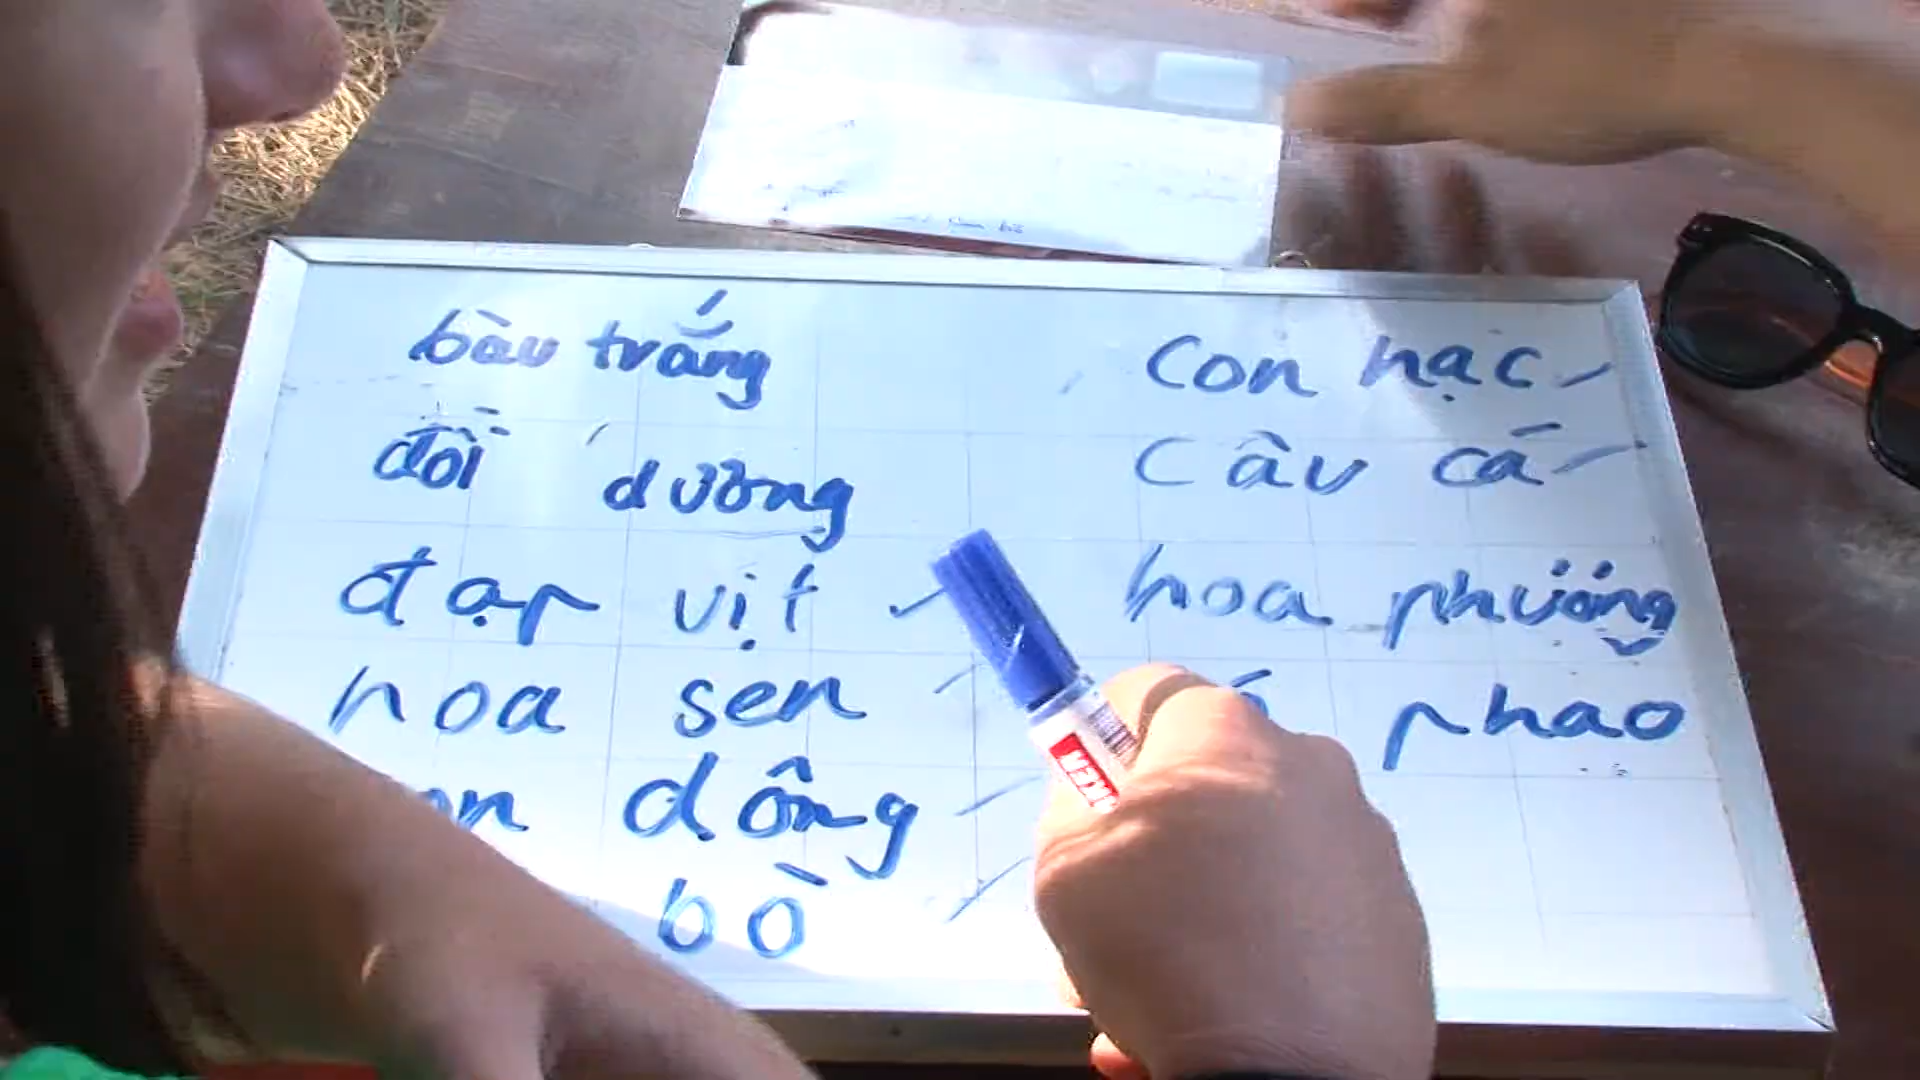 bàu trắng
đồi dương
đạp vịt
hoa sen
dông
bò
con hạc
câu cá
hoa phượng
phao